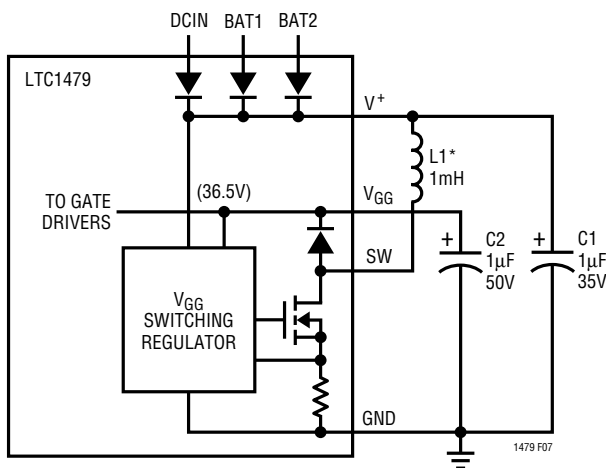 DCIN BAT1 BAT2
LTC1479
V+
L1*
1mH
(36.5V)
VGG
TO GATE
DRIVERS
SW
+ C2
1µF
50V
+ C1
1µF
35V
VGG
SWITCHING
REGULATOR
GND
1479 F07